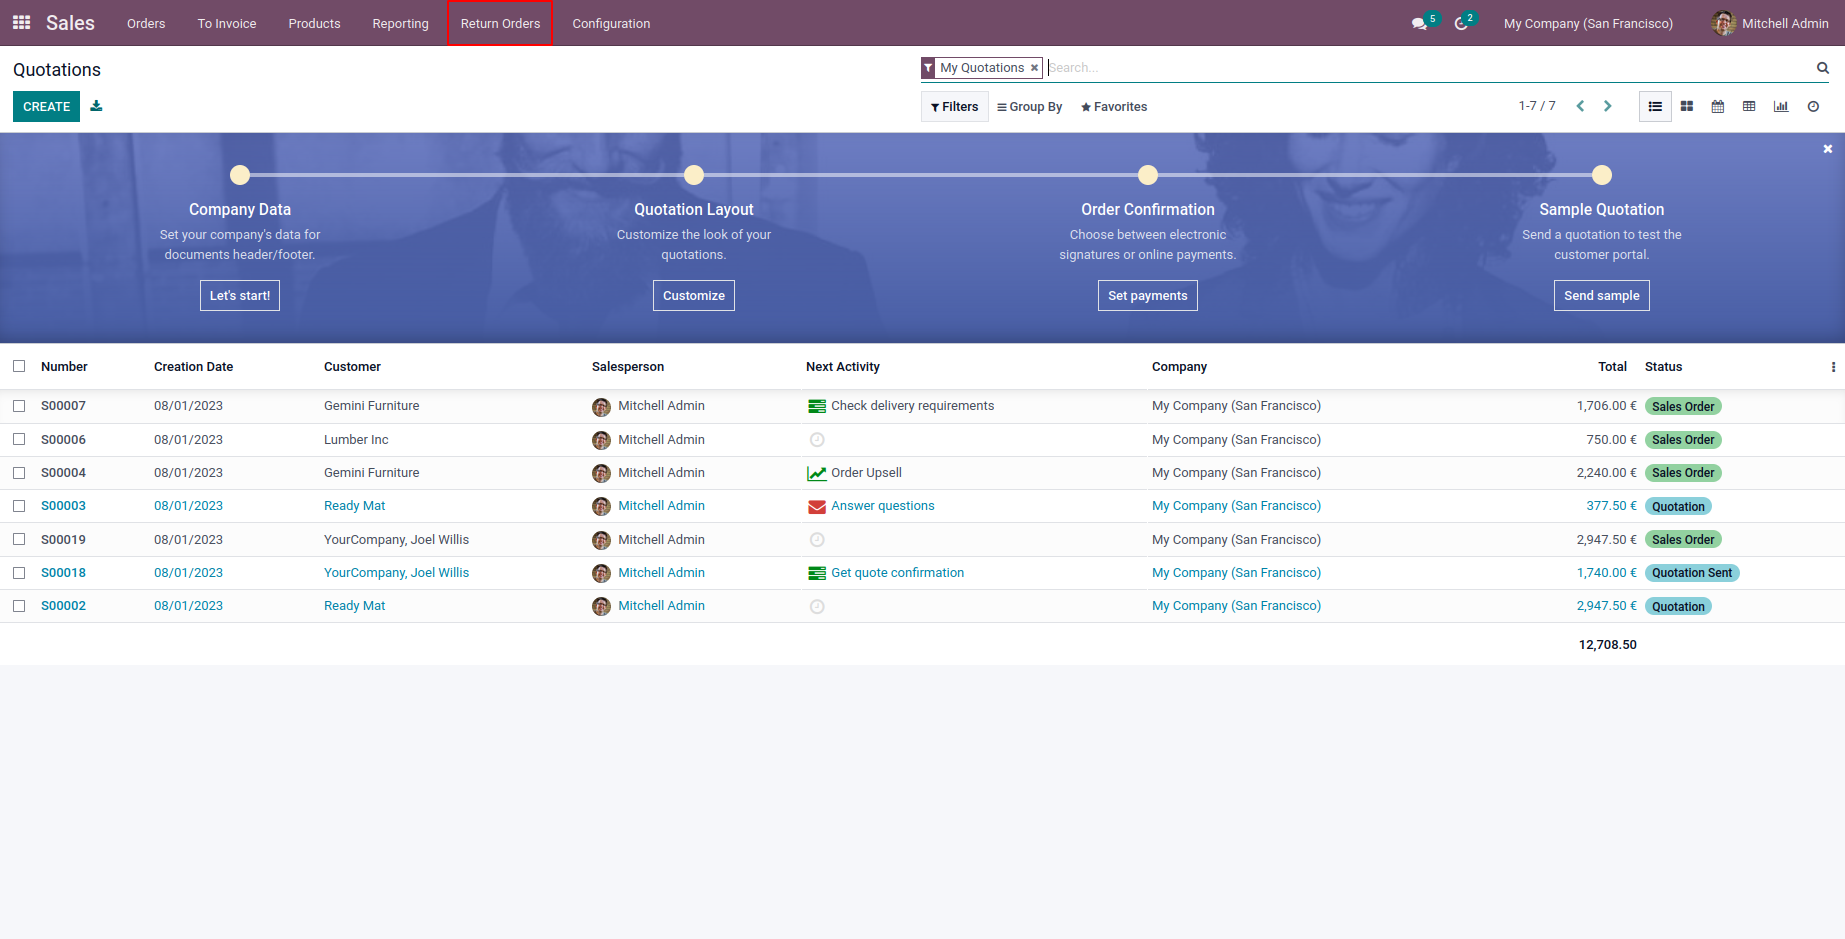 Sales Orders To Invoice Products Reporting Return Orders Configuration 5 2 My Company (San Francisco) Mitchell Admin
Quotations My Quotations Search...
CREATE Filters Group By Favorites 1-7 / 7
Company Data Quotation Layout Order Confirmation Sample Quotation
Set your company's data for Customize the look of your Choose between electronic Send a quotation to test the
documents header/footer. quotations. signatures or online payments. customer portal.
Let's start! Customize Set payments Send sample
Number Creation Date Customer Salesperson Next Activity Company Total Status
S00007 08/01/2023 Gemini Furniture Mitchell Admin Check delivery requirements My Company (San Francisco) 1,706.00 € Sales Order
S00006 08/01/2023 Lumber Inc Mitchell Admin My Company (San Francisco) 750.00 € Sales Order
S00004 08/01/2023 Gemini Furniture Mitchell Admin Order Upsell My Company (San Francisco) 2,240.00 € Sales Order
S00003 08/01/2023 Ready Mat Mitchell Admin Answer questions My Company (San Francisco) 377.50 € Quotation
S00019 08/01/2023 YourCompany, Joel Willis Mitchell Admin My Company (San Francisco) 2,947.50 € Sales Order
S00018 08/01/2023 YourCompany, Joel Willis Mitchell Admin Get quote confirmation My Company (San Francisco) 1,740.00 € Quotation Sent
S00002 08/01/2023 Ready Mat Mitchell Admin My Company (San Francisco) 2,947.50 € Quotation
12,708.50